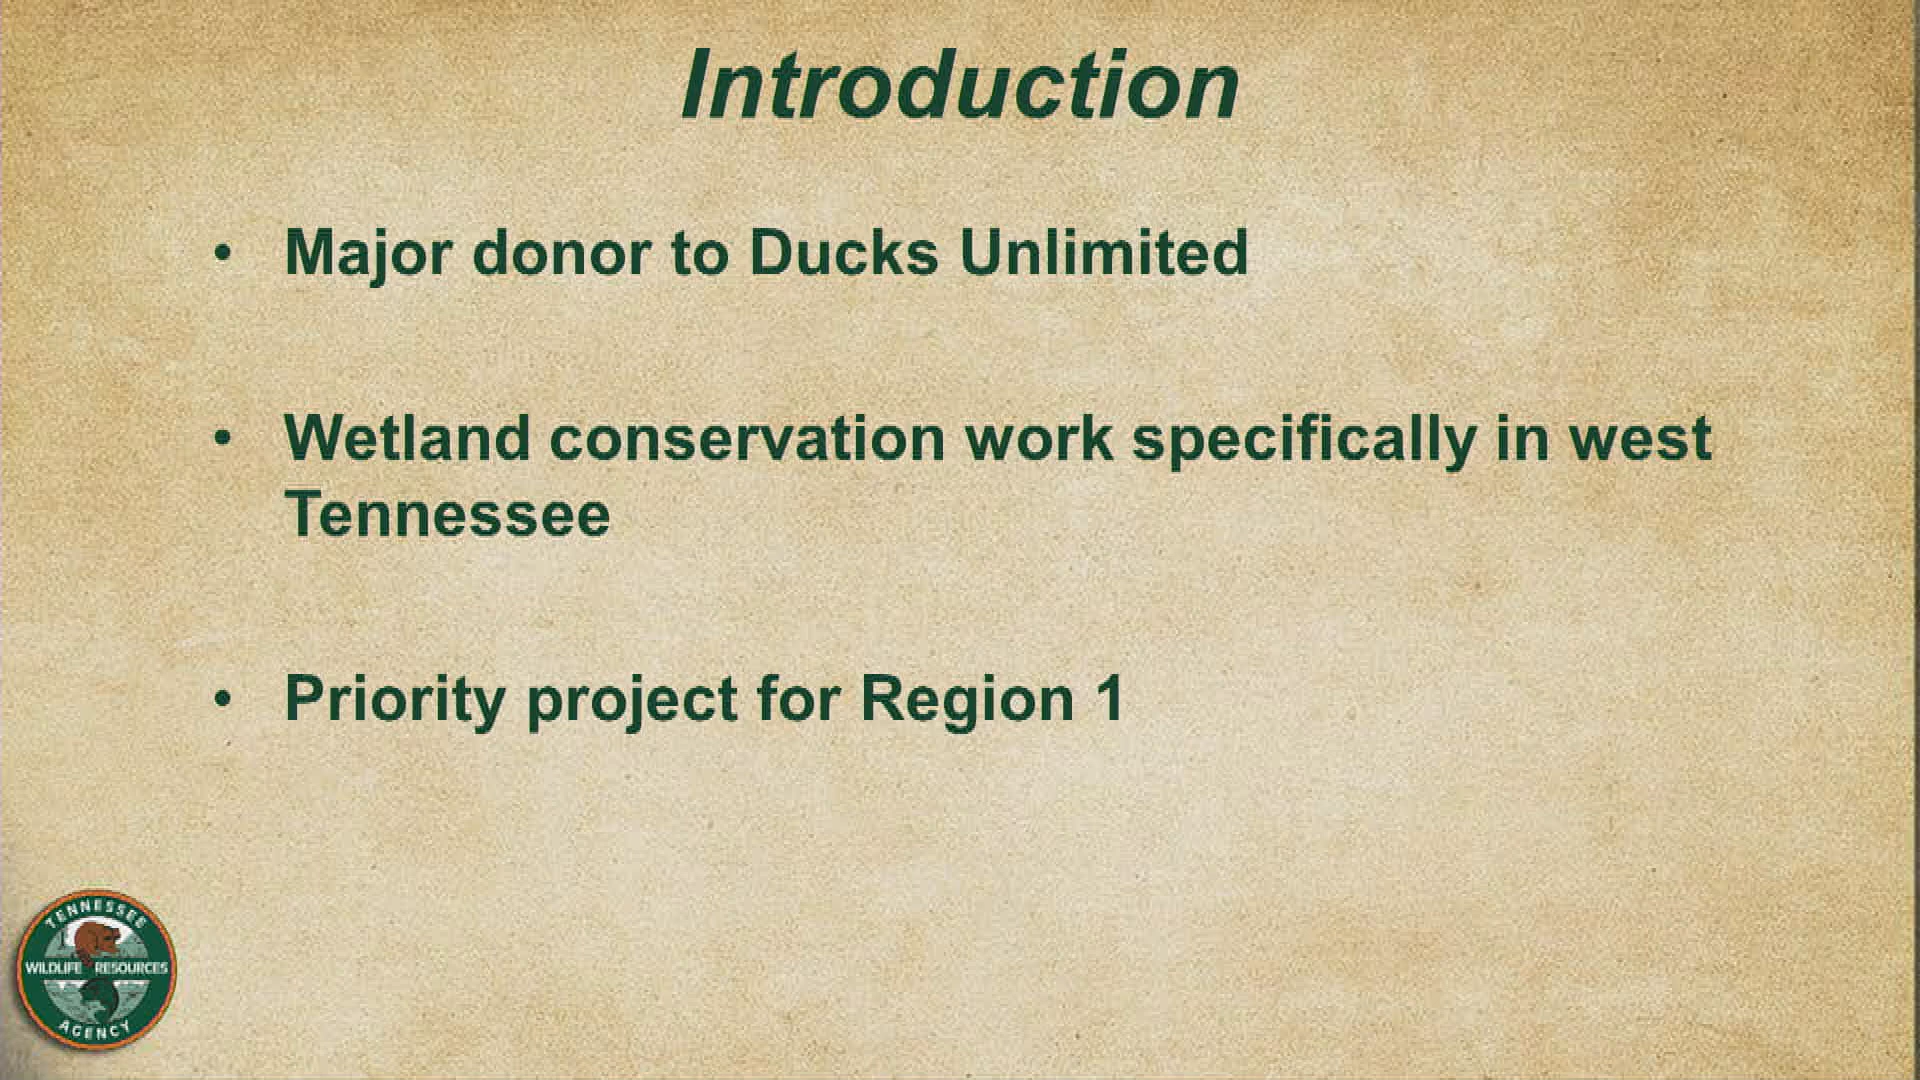 Introduction
• Major donor to Ducks Unlimited
• Wetland conservation work specifically in west
Tennessee
• Priority project for Region 1
TENNESSEE
WILDLIFE RESOURCES
AGENCY